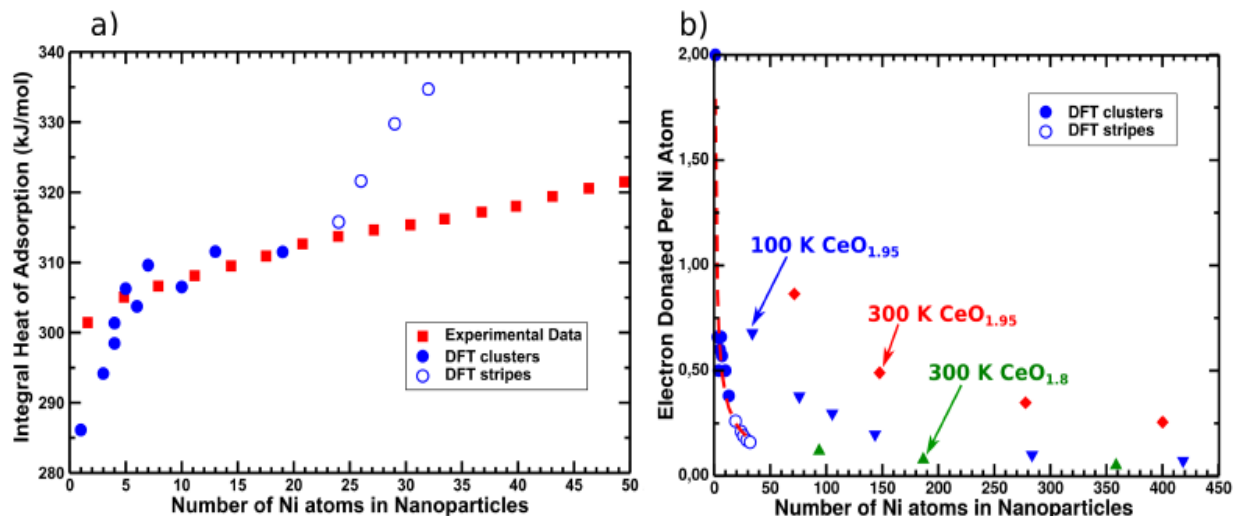 a)
340
330
320
310
300
290
280
0 5 10 15 20 25 30 35 40 45 50
Integral Heat of Adsorption (kJ/mol)
Number of Ni atoms in Nanoparticles
Experimental Data
DFT clusters
DFT stripes
b)
2,00
1,50
1,00
0,50
0,00
0 50 100 150 200 250 300 350 400 450
Electron Donated Per Ni Atom
Number of Ni atoms in Nanoparticles
DFT clusters
DFT stripes
100 K CeO1.95
300 K CeO1.95
300 K CeO1.8